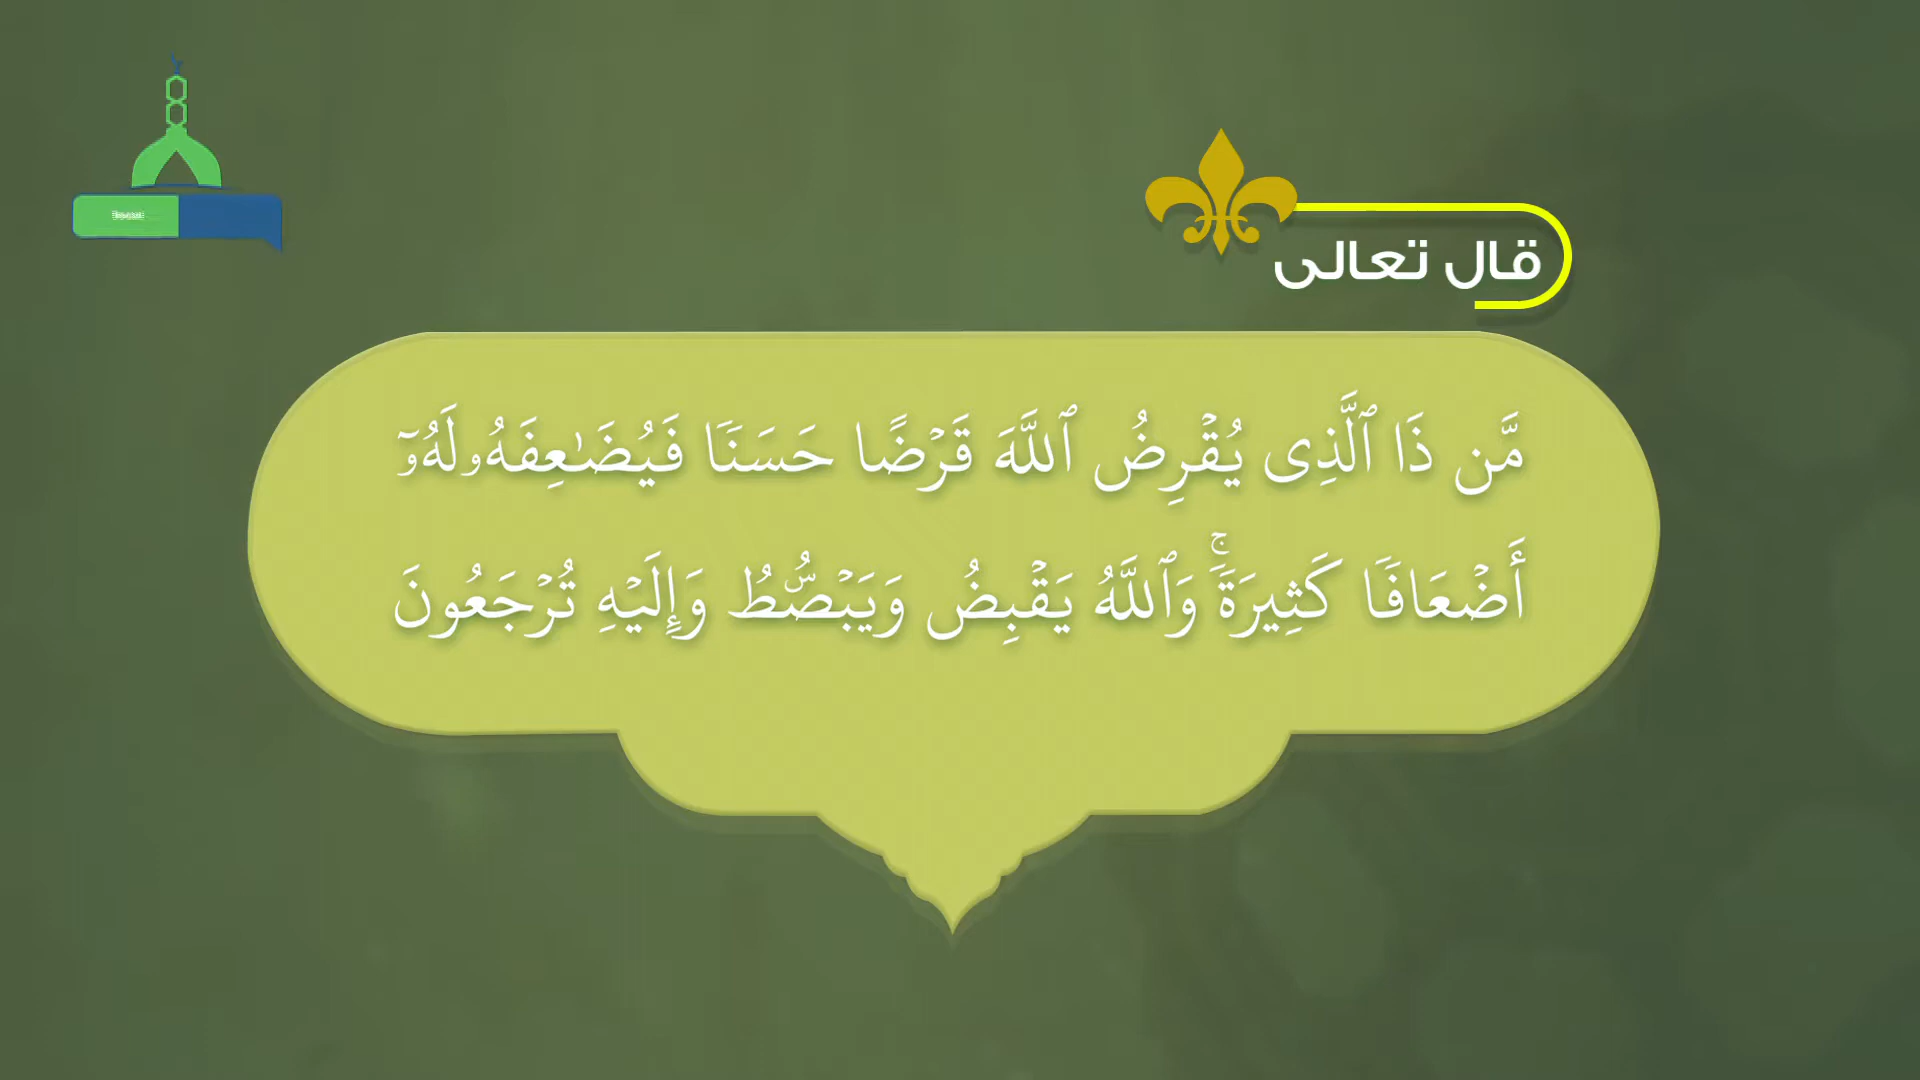 قال تعالى
مَّن ذَا ٱلَّذِى يُقْرِضُ ٱللَّهَ قَرْضًا حَسَنًا فَيُضَـٰعِفَهُۥ لَهُۥٓ
أَضْعَافًا كَثِيرَةً ۚ وَٱللَّهُ يَقْبِضُ وَيَبْصُۜطُ وَإِلَيْهِ تُرْجَعُونَ